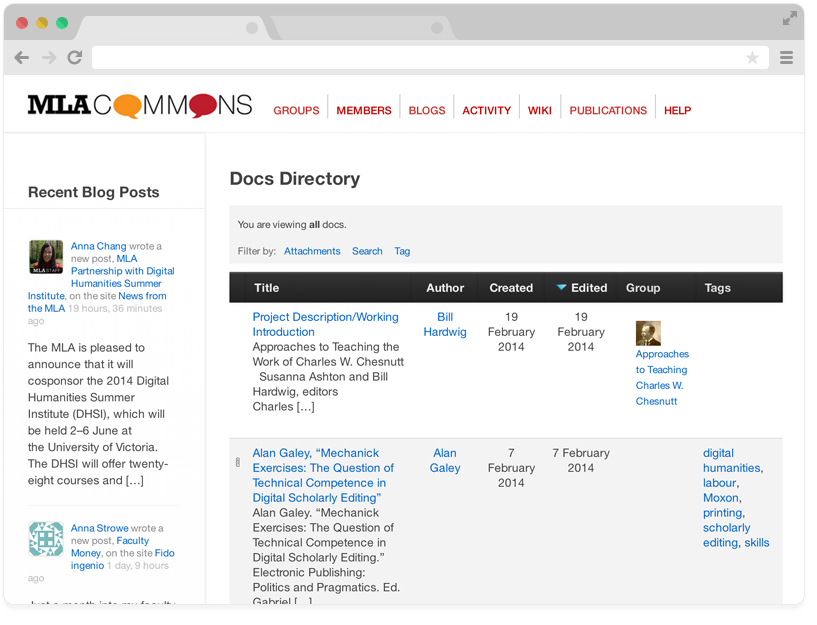 MLACOMMONS
GROUPS MEMBERS BLOGS ACTIVITY WIKI PUBLICATIONS HELP
Recent Blog Posts
Anna Chang wrote a
new post, MLA
Partnership with Digital
Humanities Summer
Institute, on the site News from
the MLA 19 hours, 36 minutes
ago
MLA STAFF
The MLA is pleased to
announce that it will
cosponsor the 2014 Digital
Humanities Summer
Institute (DHSI), which will
be held 2–6 June at
the University of Victoria.
The DHSI will offer twenty-
eight courses and […]
Anna Strowe wrote a
new post, Faculty
Money, on the site Fido
ingenio 1 day, 9 hours
ago
Just a month into my faculty
Docs Directory
You are viewing all docs.
Filter by: Attachments Search Tag
Title Author Created Edited Group Tags
Project Description/Working
Introduction
Approaches to Teaching the
Work of Charles W. Chesnutt
Susanna Ashton and Bill
Hardwig, editors
Charles […]
Bill
Hardwig
19
February
2014
19
February
2014
Approaches
to Teaching
Charles W.
Chesnutt
Alan Galey, “Mechanick
Exercises: The Question of
Technical Competence in
Digital Scholarly Editing”
Alan Galey. “Mechanick
Exercises: The Question of
Technical Competence in
Digital Scholarly Editing.”
Electronic Publishing:
Politics and Pragmatics. Ed.
Gabriel […]
Alan
Galey
7
February
2014
7 February
2014
digital
humanities,
labour,
Moxon,
printing,
scholarly
editing, skills